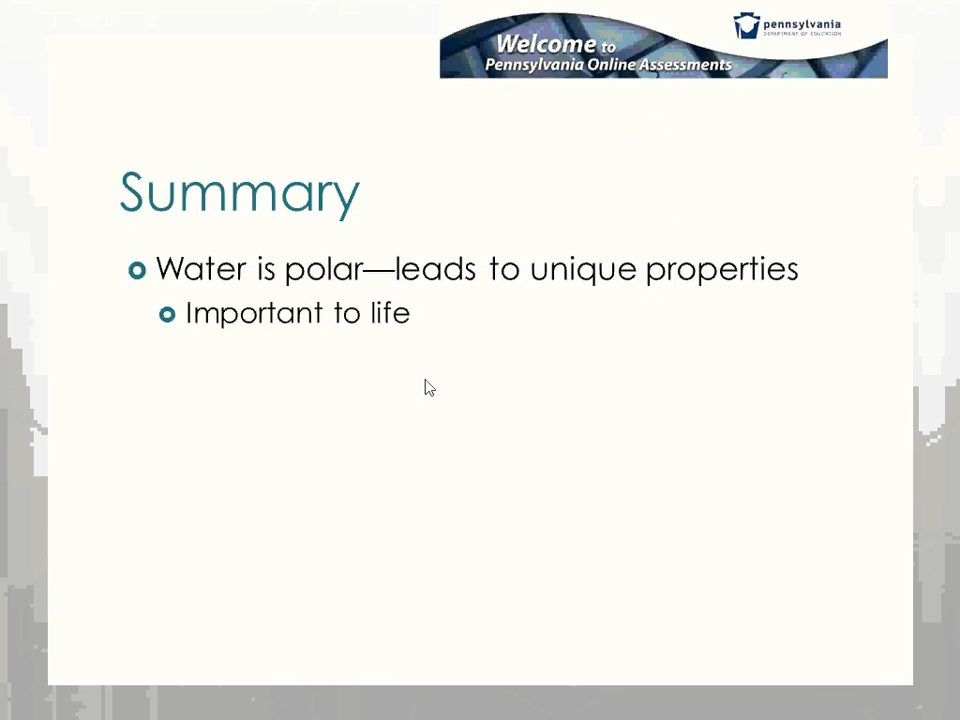 pennsylvania
DEPARTMENT OF EDUCATION
Welcome to
Pennsylvania Online Assessments
Summary
Water is polar—leads to unique properties
Important to life